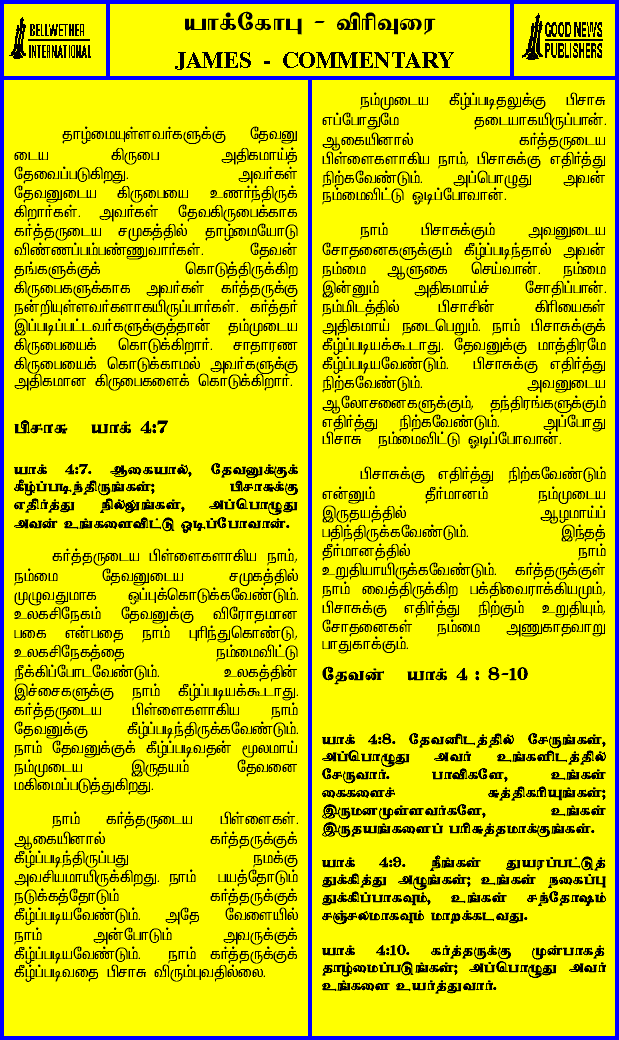 BELLWETHER
INTERNATIONAL
யாக்கோபு - விரிவுரை
JAMES - COMMENTARY
GOOD NEWS
PUBLISHERS
தாழ்மையுள்ளவர்களுக்கு தேவனு
டைய கிருபை அதிகமாய்த்
தேவைப்படுகிறது. அவர்கள்
தேவனுடைய கிருபையை உணர்ந்திருக்
கிறார்கள். அவர்கள் தேவகிருபைக்காக
கர்த்தருடைய சமுகத்தில் தாழ்மையோடு
விண்ணப்பம்பண்ணுவார்கள். தேவன்
தங்களுக்குக் கொடுத்திருக்கிற
கிருபைகளுக்காக அவர்கள் கர்த்தருக்கு
நன்றியுள்ளவர்களாகயிருப்பார்கள். கர்த்தர்
இப்படிப்பட்டவர்களுக்குத்தான் தம்முடைய
கிருபையைக் கொடுக்கிறார். சாதாரண
கிருபையைக் கொடுக்காமல் அவர்களுக்கு
அதிகமான கிருபைகளைக் கொடுக்கிறார்.
பிசாசு யாக் 4:7
யாக் 4:7. ஆகையால், தேவனுக்குக்
கீழ்ப்படிந்திருங்கள்; பிசாசுக்கு
எதிர்த்து நில்லுங்கள், அப்பொழுது
அவன் உங்களைவிட்டு ஓடிப்போவான்.
கர்த்தருடைய பிள்ளைகளாகிய நாம்,
நம்மை தேவனுடைய சமுகத்தில்
முழுவதுமாக ஒப்புக்கொடுக்கவேண்டும்.
உலகசிநேகம் தேவனுக்கு விரோதமான
பகை என்பதை நாம் புரிந்துகொண்டு,
உலகசிநேகத்தை நம்மைவிட்டு
நீக்கிப்போடவேண்டும். உலகத்தின்
இச்சைகளுக்கு நாம் கீழ்ப்படியக்கூடாது.
கர்த்தருடைய பிள்ளைகளாகிய நாம்
தேவனுக்கு கீழ்ப்படிந்திருக்கவேண்டும்.
நாம் தேவனுக்குக் கீழ்ப்படிவதன் மூலமாய்
நம்முடைய இருதயம் தேவனை
மகிமைப்படுத்துகிறது.
நாம் கர்த்தருடைய பிள்ளைகள்.
ஆகையினால் கர்த்தருக்குக்
கீழ்ப்படிந்திருப்பது நமக்கு
அவசியமாயிருக்கிறது. நாம் பயத்தோடும்
நடுக்கத்தோடும் கர்த்தருக்குக்
கீழ்ப்படியவேண்டும். அதே வேளையில்
நாம் அன்போடும் அவருக்குக்
கீழ்ப்படியவேண்டும். நாம் கர்த்தருக்குக்
கீழ்ப்படிவதை பிசாசு விரும்புவதில்லை.
நம்முடைய கீழ்ப்படிதலுக்கு பிசாசு
எப்போதுமே தடையாகயிருப்பான்.
ஆகையினால் கர்த்தருடைய
பிள்ளைகளாகிய நாம், பிசாசுக்கு எதிர்த்து
நிற்கவேண்டும். அப்பொழுது அவன்
நம்மைவிட்டு ஓடிப்போவான்.
நாம் பிசாசுக்கும் அவனுடைய
சோதனைகளுக்கும் கீழ்ப்படிந்தால் அவன்
நம்மை ஆளுகை செய்வான். நம்மை
இன்னும் அதிகமாய்ச் சோதிப்பான்.
நம்மிடத்தில் பிசாசின் கிரியைகள்
அதிகமாய் நடைபெறும். நாம் பிசாசுக்குக்
கீழ்ப்படியக்கூடாது. தேவனுக்கு மாத்திரமே
கீழ்ப்படியவேண்டும். பிசாசுக்கு எதிர்த்து
நிற்கவேண்டும். அவனுடைய
ஆலோசனைகளுக்கும், தந்திரங்களுக்கும்
எதிர்த்து நிற்கவேண்டும். அப்போது
பிசாசு நம்மைவிட்டு ஓடிப்போவான்.
பிசாசுக்கு எதிர்த்து நிற்கவேண்டும்
என்னும் தீர்மானம் நம்முடைய
இருதயத்தில் ஆழமாய்ப்
பதிந்திருக்கவேண்டும். இந்தத்
தீர்மானத்தில் நாம்
உறுதியாயிருக்கவேண்டும். கர்த்தருக்குள்
நாம் வைத்திருக்கிற பக்திவைராக்கியமும்,
பிசாசுக்கு எதிர்த்து நிற்கும் உறுதியும்,
சோதனைகள் நம்மை அணுகாதவாறு
பாதுகாக்கும்.
தேவன் யாக் 4 : 8-10
யாக் 4:8. தேவனிடத்தில் சேருங்கள்,
அப்பொழுது அவர் உங்களிடத்தில்
சேருவார். பாவிகளே, உங்கள்
கைகளைச் சுத்திகரியுங்கள்;
இருமனமுள்ளவர்களே, உங்கள்
இருதயங்களைப் பரிசுத்தமாக்குங்கள்.
யாக் 4:9. நீங்கள் துயரப்பட்டுத்
துக்கித்து அழுங்கள்; உங்கள் நகைப்பு
துக்கிப்பாகவும், உங்கள் சந்தோஷம்
சஞ்சலமாகவும் மாறக்கடவது.
யாக் 4:10. கர்த்தருக்கு முன்பாகத்
தாழ்மைப்படுங்கள்; அப்பொழுது அவர்
உங்களை உயர்த்துவார்.